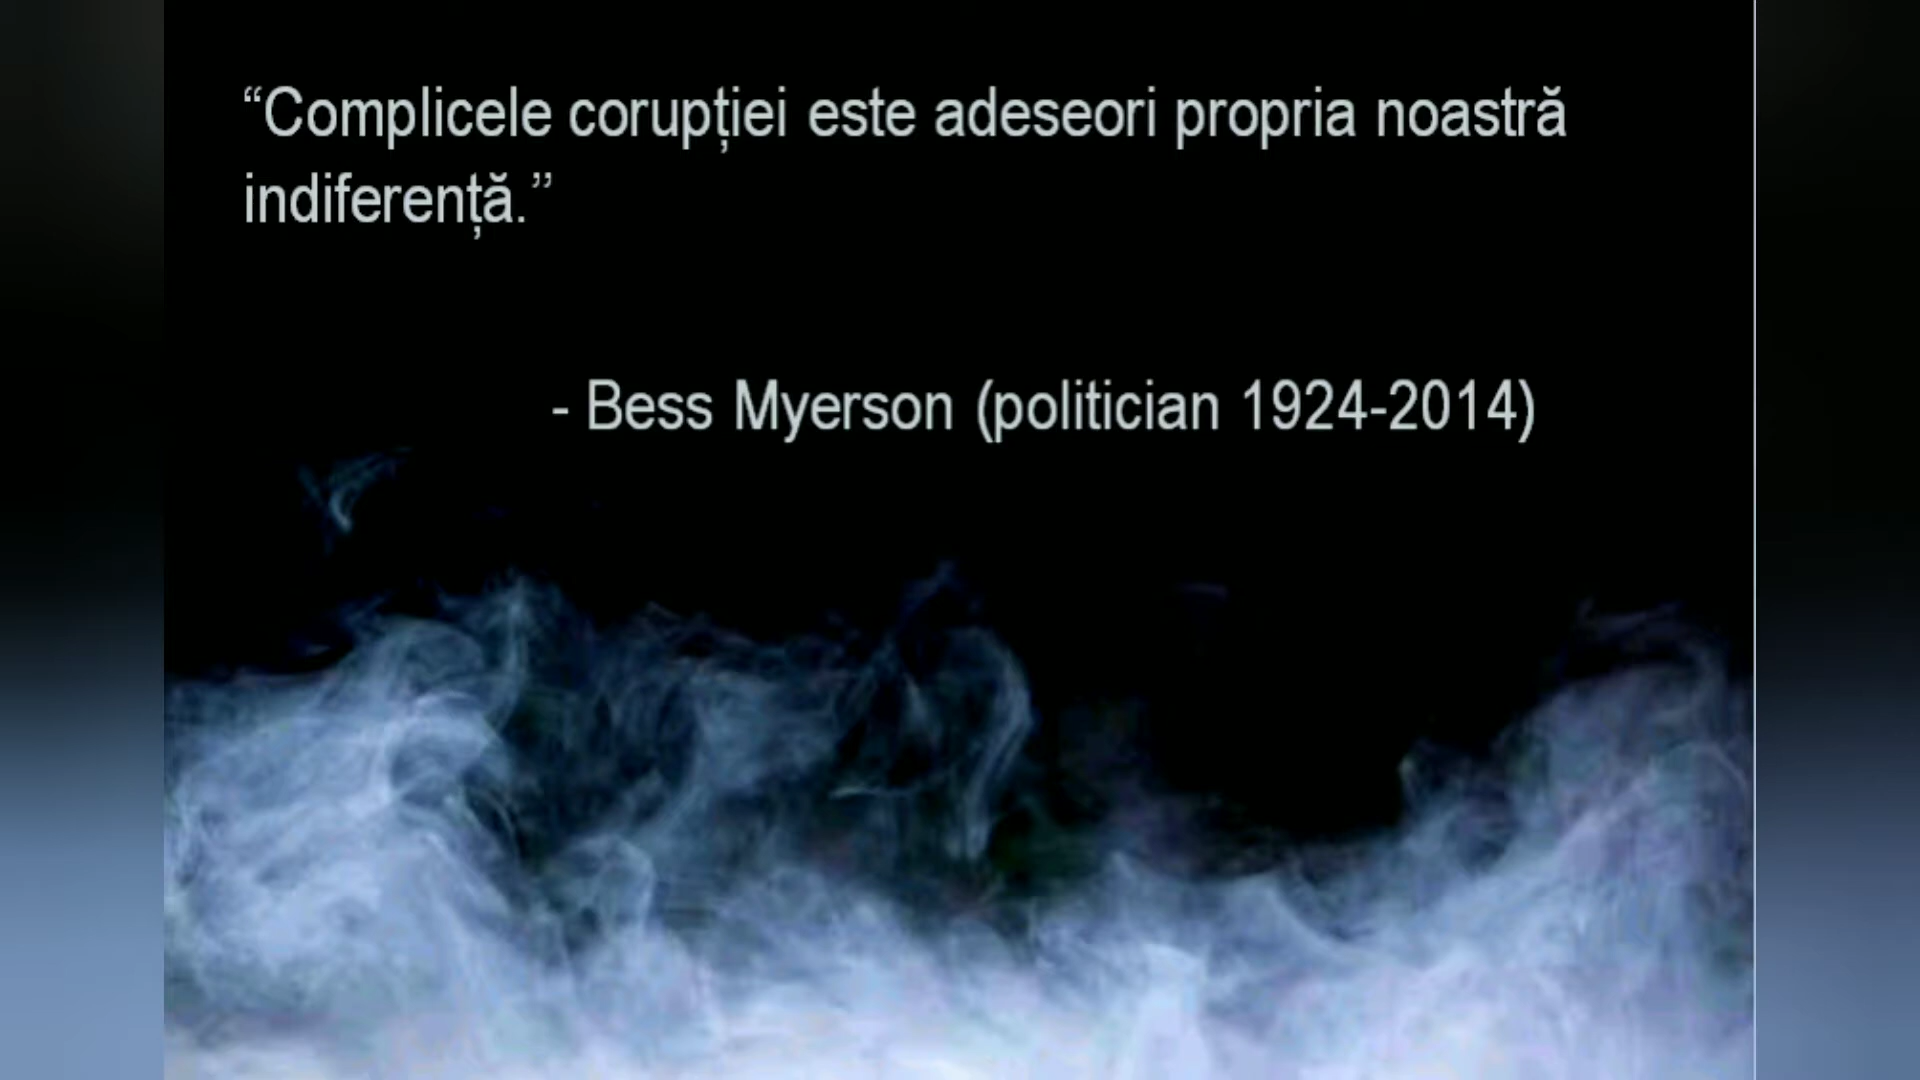 “Complicele corupției este adeseori propria noastră
indiferență.”
- Bess Myerson (politician 1924-2014)